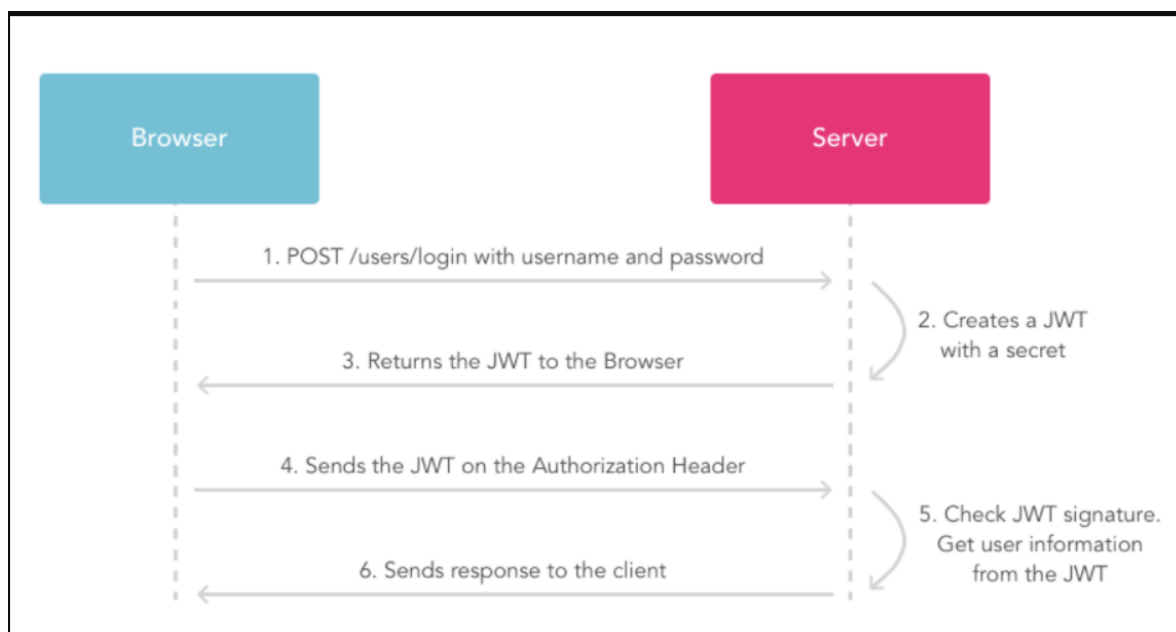 Browser
Server
1. POST /users/login with username and password
2. Creates a JWT
with a secret
3. Returns the JWT to the Browser
4. Sends the JWT on the Authorization Header
5. Check JWT signature.
Get user information
from the JWT
6. Sends response to the client